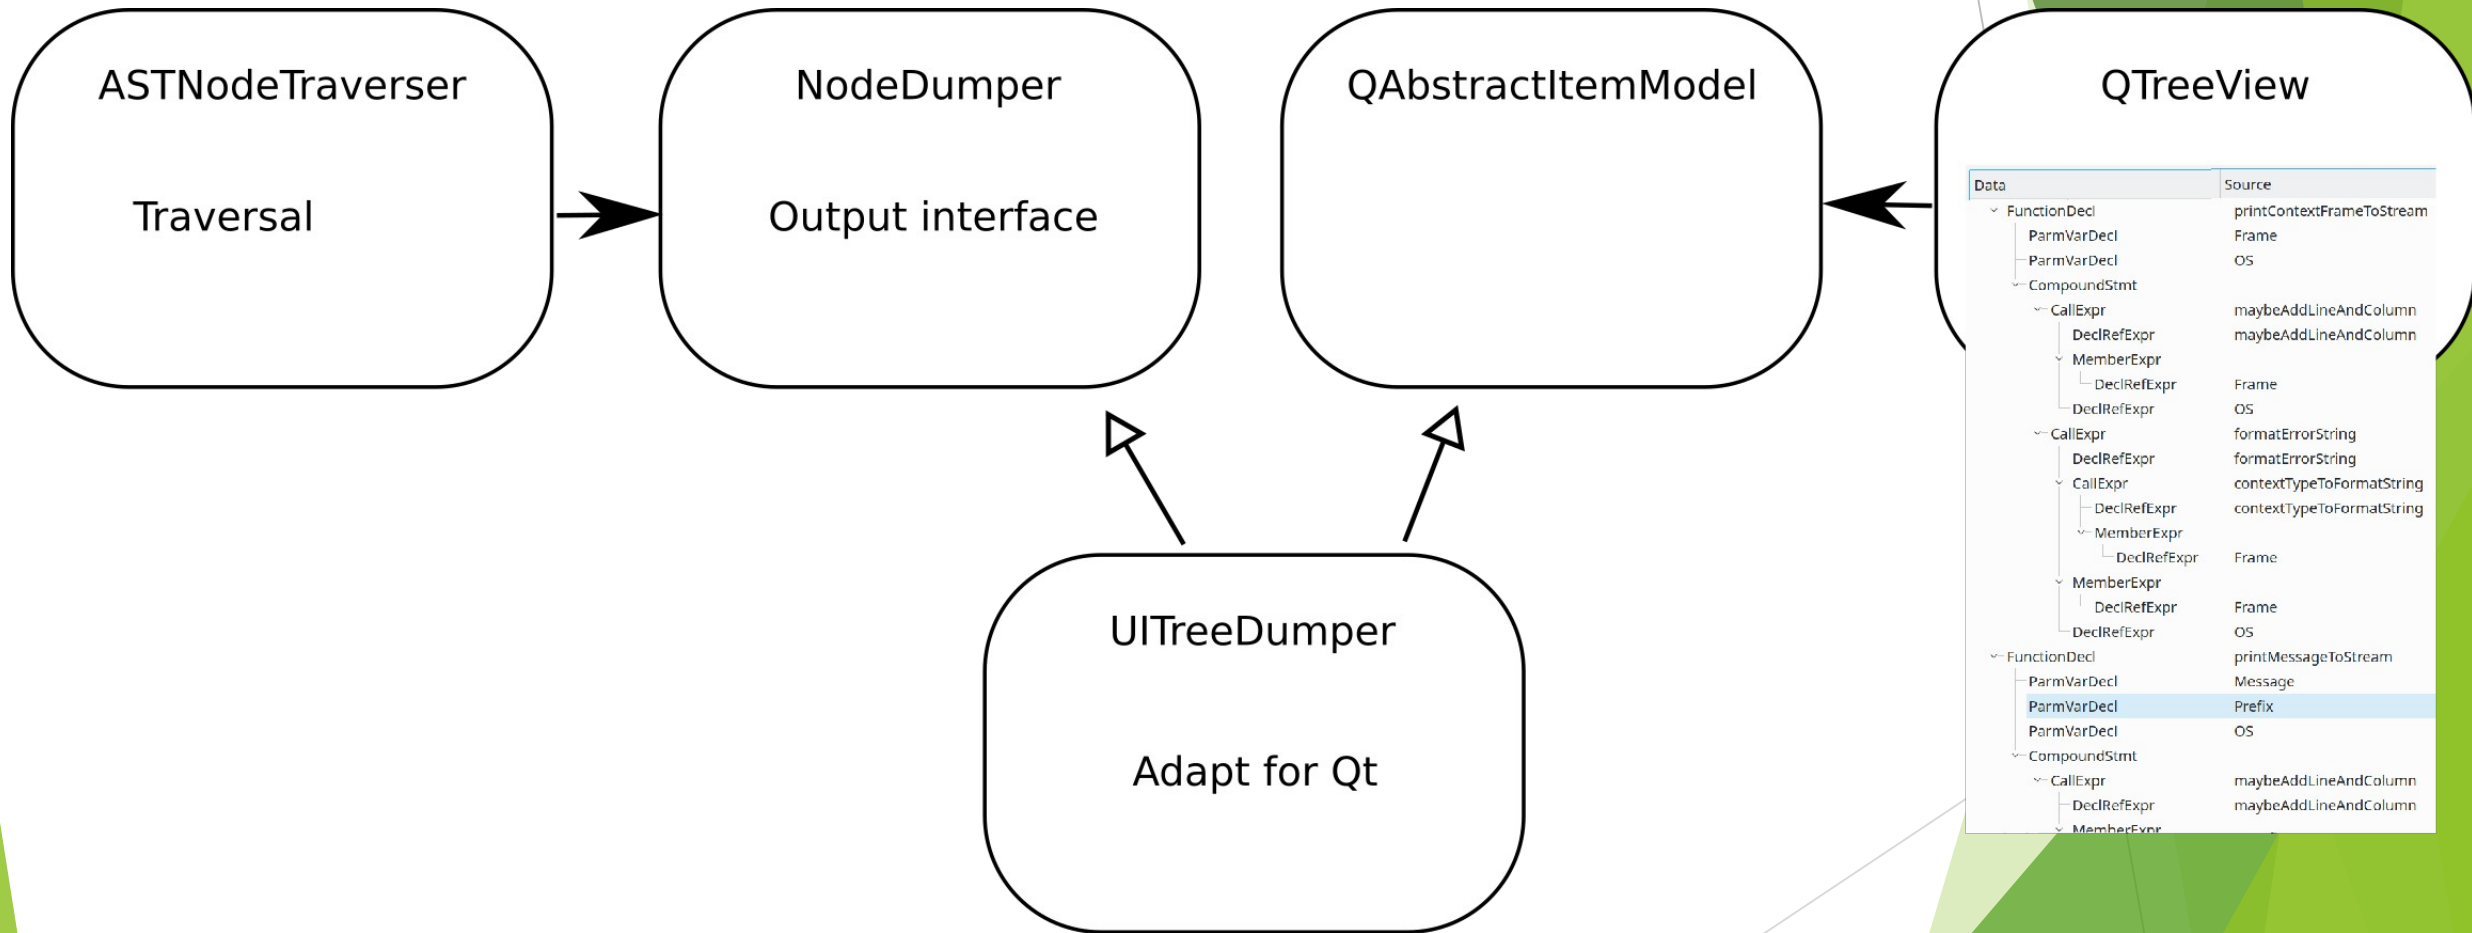 ASTNodeTraverser
Traversal
NodeDumper
Output interface
QAbstractItemModel
QTreeView
Data Source
FunctionDecl printContextFrameToStream
ParmVarDecl Frame
ParmVarDecl OS
CompoundStmt
CallExpr maybeAddLineAndColumn
DeclRefExpr maybeAddLineAndColumn
MemberExpr
DeclRefExpr Frame
DeclRefExpr OS
CallExpr formatErrorString
DeclRefExpr formatErrorString
CallExpr contextTypeToFormatString
DeclRefExpr contextTypeToFormatString
MemberExpr
DeclRefExpr Frame
MemberExpr
DeclRefExpr Frame
DeclRefExpr OS
FunctionDecl printMessageToStream
ParmVarDecl Message
ParmVarDecl Prefix
ParmVarDecl OS
CompoundStmt
CallExpr maybeAddLineAndColumn
DeclRefExpr maybeAddLineAndColumn
MemberExpr
UITreeDumper
Adapt for Qt